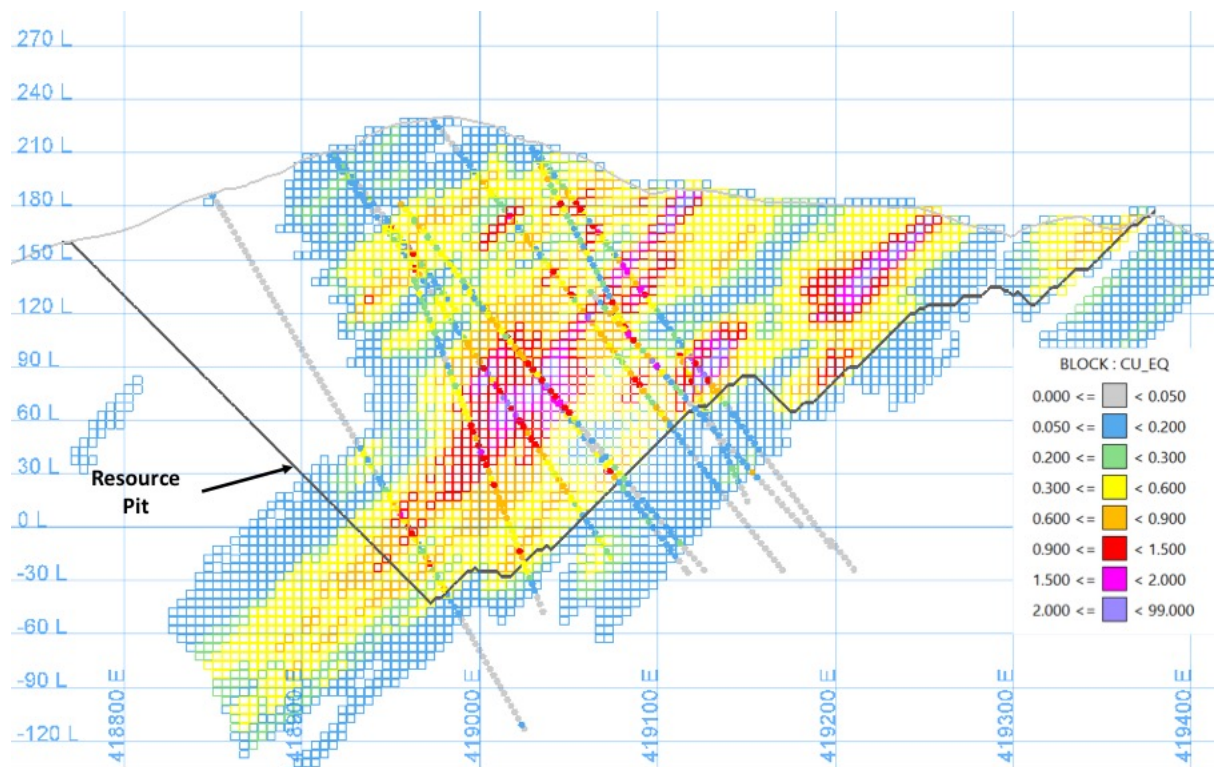 270 L
240 L
210 L
180 L
150 L
120 L
90 L
60 L
30 L
0 L
-30 L
-60 L
-90 L
-120 L
Resource
Pit
BLOCK : CU_EQ
0.000 <= < 0.050
0.050 <= < 0.200
0.200 <= < 0.300
0.300 <= < 0.600
0.600 <= < 0.900
0.900 <= < 1.500
1.500 <= < 2.000
2.000 <= < 99.000
418800 E
418900 E
419000 E
419100 E
419200 E
419300 E
419400 E